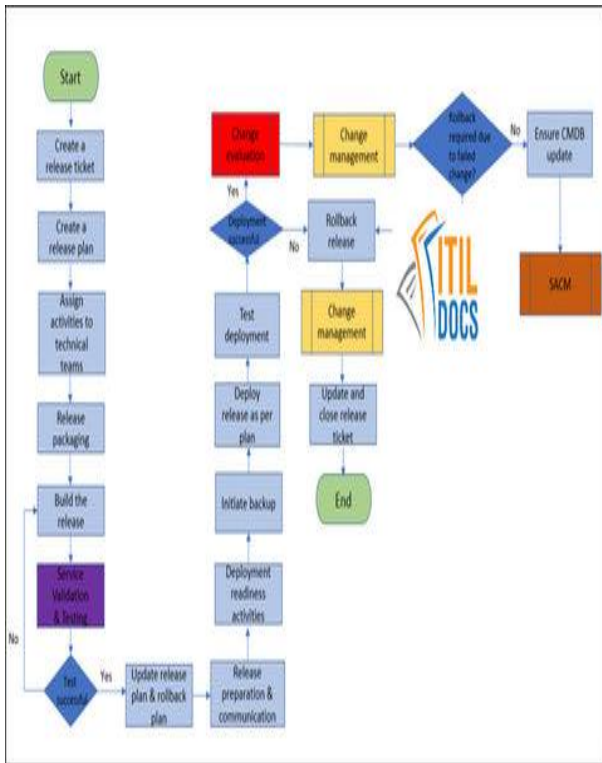 Start
Create a
release ticket
Create a
release plan
Assign
activities to
technical
teams
Release
packaging
Build the
release
Service
Validation
& Testing
No
Test
successful
Yes
Update release
plan & rollback
plan
Release
preparation &
communication
Deployment
readiness
activities
Initiate backup
Deploy
release as per
plan
Test
deployment
Deployment
successful
Yes
No
Change
evaluation
Change
management
Rollback
required due
to failed
change?
No
Ensure CMDB
update
SACM
Rollback
release
Change
management
Update and
close release
ticket
End
ITIL
DOCS